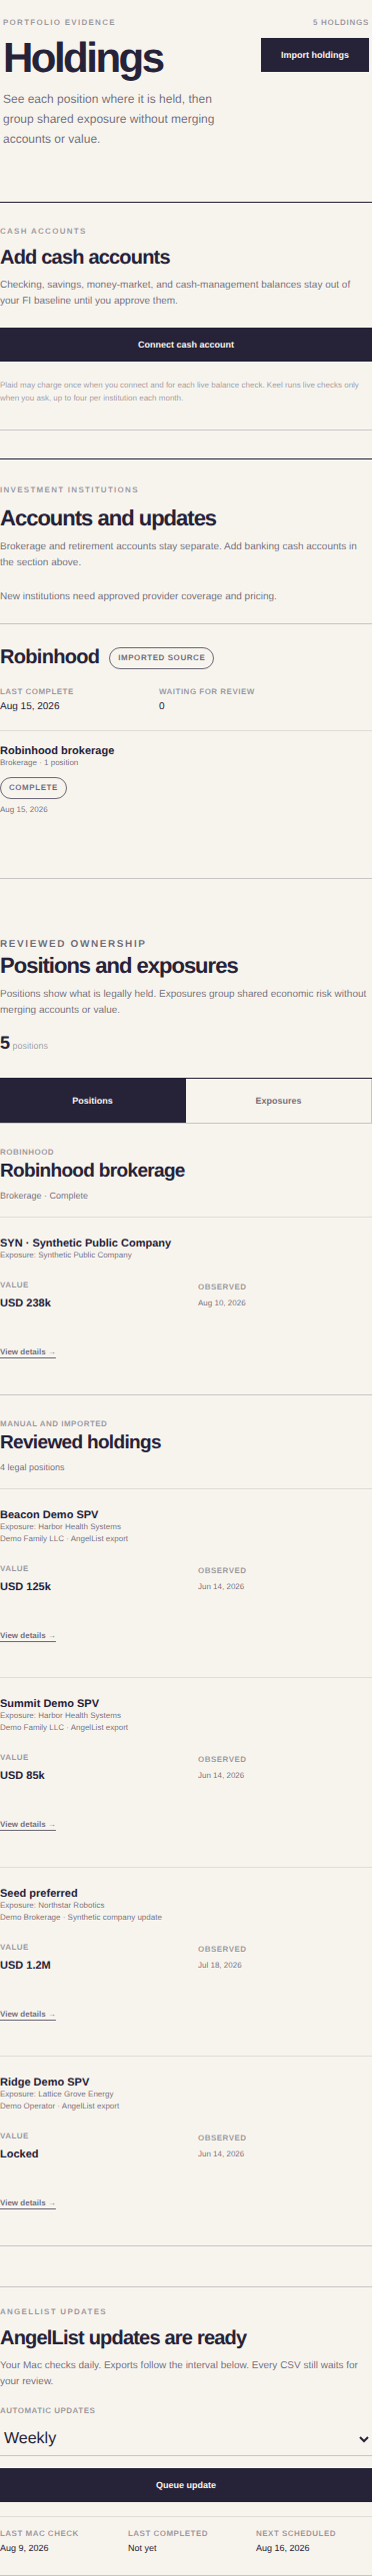 PORTFOLIO EVIDENCE
5 HOLDINGS
Holdings
Import holdings
See each position where it is held, then
group shared exposure without merging
accounts or value.
CASH ACCOUNTS
Add cash accounts
Checking, savings, money-market, and cash-management balances stay out of
your FI baseline until you approve them.
Connect cash account
Plaid may charge once when you connect and for each live balance check. Keel runs live checks only
when you ask, up to four per institution each month.
INVESTMENT INSTITUTIONS
Accounts and updates
Brokerage and retirement accounts stay separate. Add banking cash accounts in
the section above.
New institutions need approved provider coverage and pricing.
Robinhood IMPORTED SOURCE
LAST COMPLETE WAITING FOR REVIEW
Aug 15, 2026 0
Robinhood brokerage
Brokerage · 1 position
COMPLETE
Aug 15, 2026
REVIEWED OWNERSHIP
Positions and exposures
Positions show what is legally held. Exposures group shared economic risk without
merging accounts or value.
5 positions
Positions Exposures
ROBINHOOD
Robinhood brokerage
Brokerage · Complete
SYN · Synthetic Public Company
Exposure: Synthetic Public Company
VALUE OBSERVED
USD 238k Aug 10, 2026
View details →
MANUAL AND IMPORTED
Reviewed holdings
4 legal positions
Beacon Demo SPV
Exposure: Harbor Health Systems
Demo Family LLC · AngelList export
VALUE OBSERVED
USD 125k Jun 14, 2026
View details →
Summit Demo SPV
Exposure: Harbor Health Systems
Demo Family LLC · AngelList export
VALUE OBSERVED
USD 85k Jun 14, 2026
View details →
Seed preferred
Exposure: Northstar Robotics
Demo Brokerage · Synthetic company update
VALUE OBSERVED
USD 1.2M Jul 18, 2026
View details →
Ridge Demo SPV
Exposure: Lattice Grove Energy
Demo Operator · AngelList export
VALUE OBSERVED
Locked Jun 14, 2026
View details →
ANGELLIST UPDATES
AngelList updates are ready
Your Mac checks daily. Exports follow the interval below. Every CSV still waits for
your review.
AUTOMATIC UPDATES
Weekly
Queue update
LAST MAC CHECK LAST COMPLETED NEXT SCHEDULED
Aug 9, 2026 Not yet Aug 16, 2026